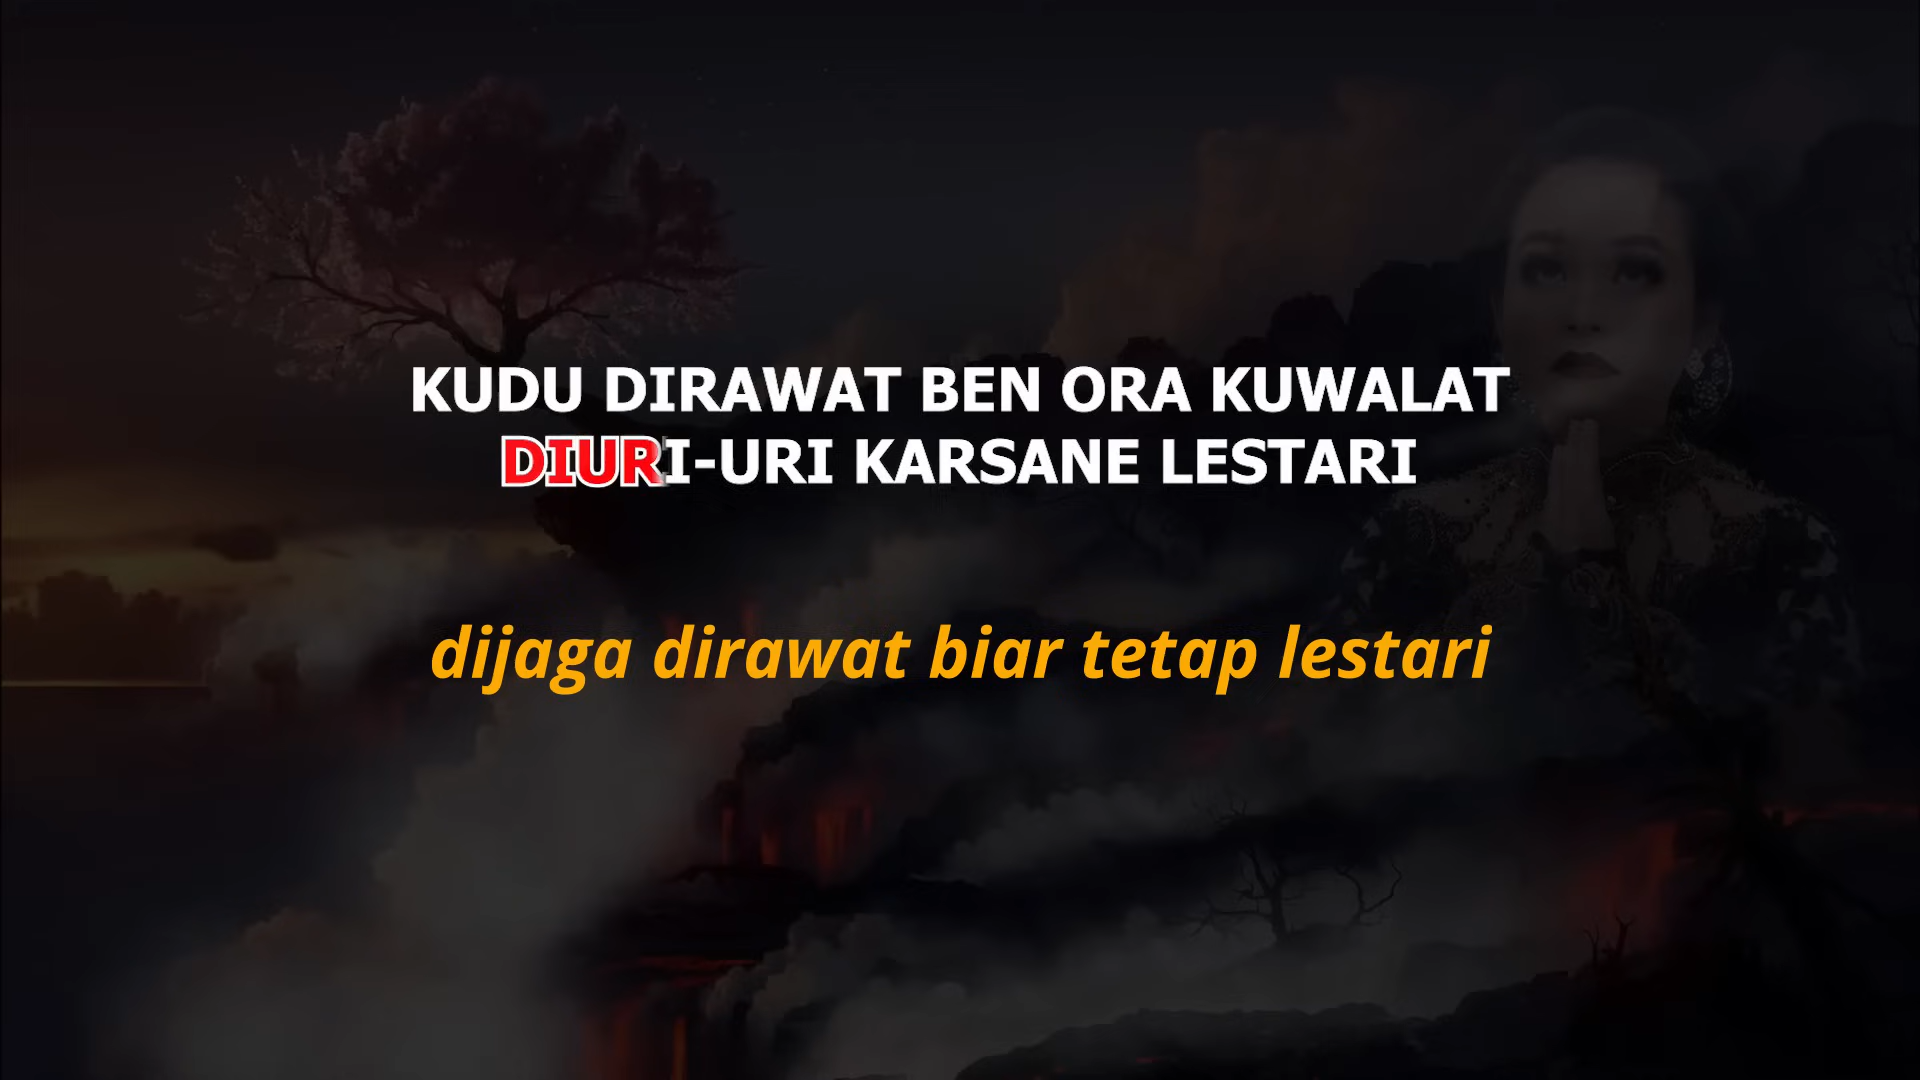 KUDU DIRAWAT BEN ORA KUWALAT
DIURI-URI KARSANE LESTARI
dijaga dirawat biar tetap lestari